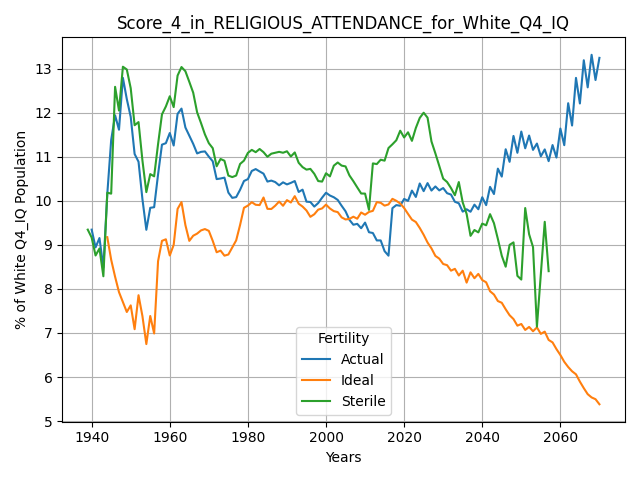 Score_4_in_RELIGIOUS_ATTENDANCE_for_White_Q4_IQ
% of White Q4_IQ Population
13
12
11
10
9
8
7
6
5
Fertility
Actual
Ideal
Sterile
1940 1960 1980 2000 2020 2040 2060
Years